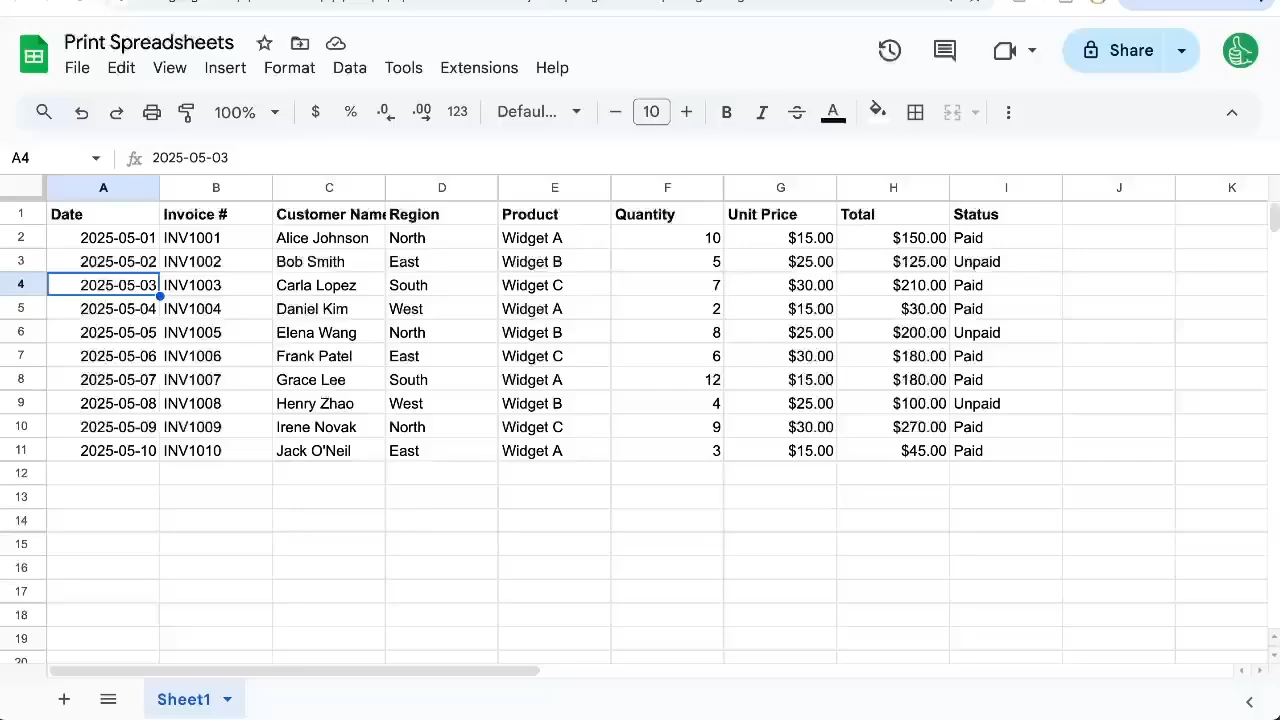 Print Spreadsheets
File Edit View Insert Format Data Tools Extensions Help
Share
100% $ % .0 .00 123 Defaul... − 10 + B I S A
A4 fx 2025-05-03
A B C D E F G H I J K
1 Date Invoice # Customer Name Region Product Quantity Unit Price Total Status
2 2025-05-01 INV1001 Alice Johnson North Widget A 10 $15.00 $150.00 Paid
3 2025-05-02 INV1002 Bob Smith East Widget B 5 $25.00 $125.00 Unpaid
4 2025-05-03 INV1003 Carla Lopez South Widget C 7 $30.00 $210.00 Paid
5 2025-05-04 INV1004 Daniel Kim West Widget A 2 $15.00 $30.00 Paid
6 2025-05-05 INV1005 Elena Wang North Widget B 8 $25.00 $200.00 Unpaid
7 2025-05-06 INV1006 Frank Patel East Widget C 6 $30.00 $180.00 Paid
8 2025-05-07 INV1007 Grace Lee South Widget A 12 $15.00 $180.00 Paid
9 2025-05-08 INV1008 Henry Zhao West Widget B 4 $25.00 $100.00 Unpaid
10 2025-05-09 INV1009 Irene Novak North Widget C 9 $30.00 $270.00 Paid
11 2025-05-10 INV1010 Jack O'Neil East Widget A 3 $15.00 $45.00 Paid
12
13
14
15
16
17
18
19
20
+ Sheet1